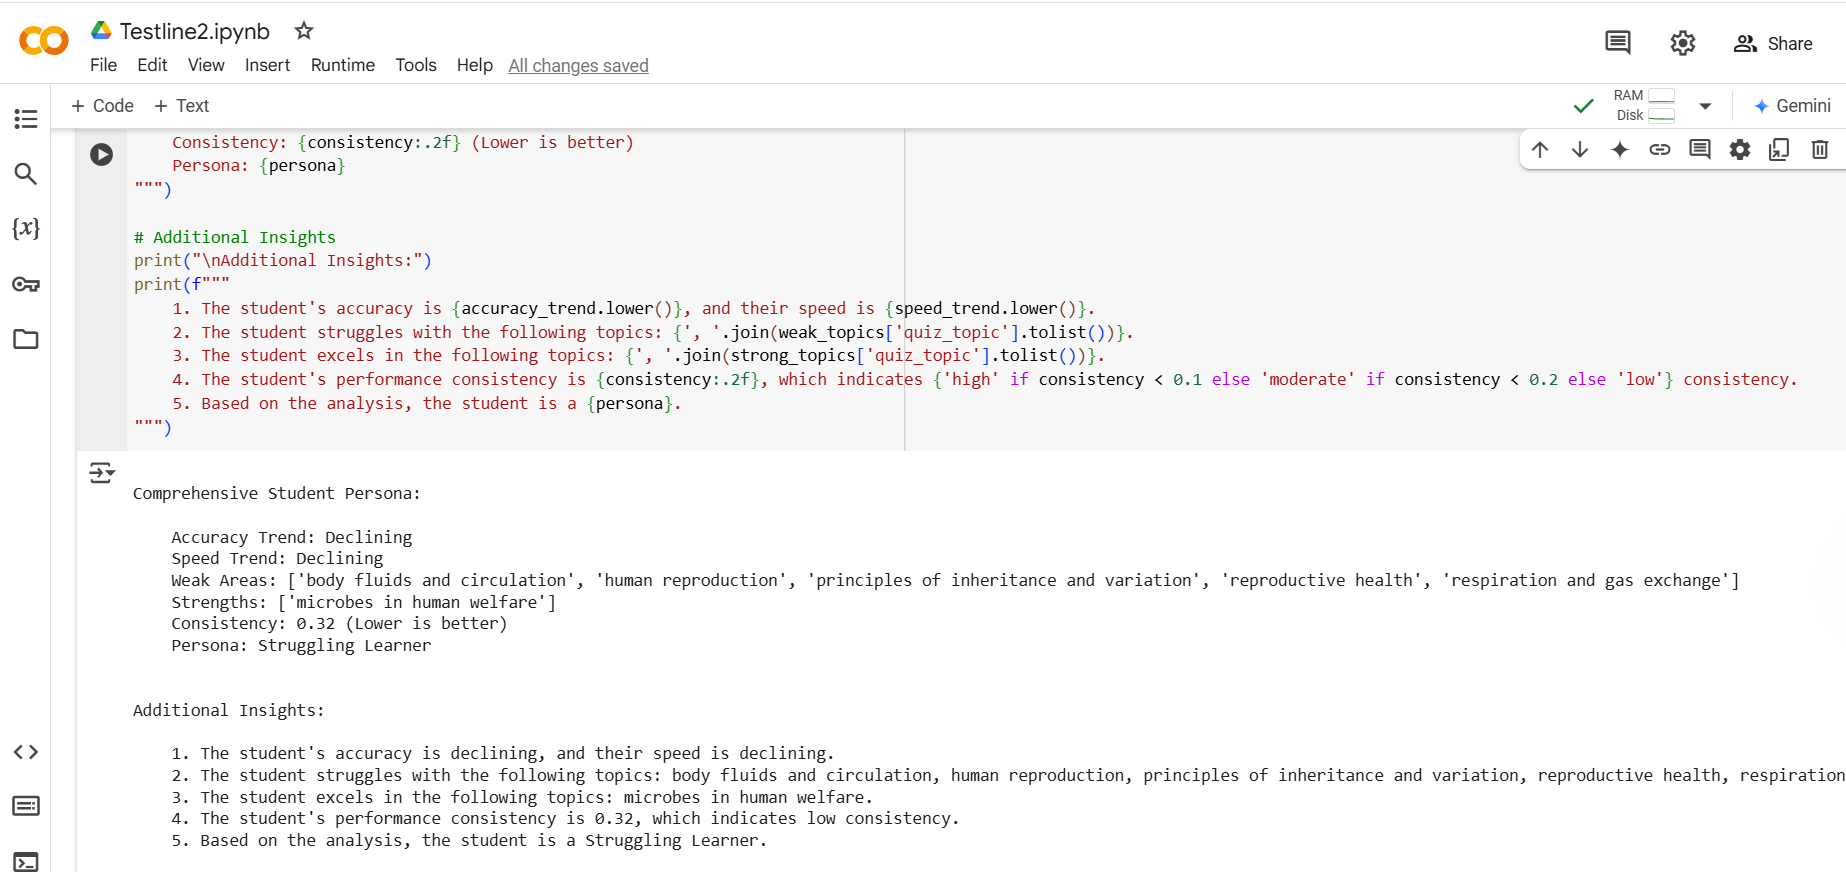 Testline2.ipynb
File Edit View Insert Runtime Tools Help All changes saved
Share
+ Code + Text
RAM
Disk
Gemini
{x}
    Consistency: {consistency:.2f} (Lower is better)
    Persona: {persona}
""")
# Additional Insights
print("\nAdditional Insights:")
print(f"""
    1. The student's accuracy is {accuracy_trend.lower()}, and their speed is {speed_trend.lower()}.
    2. The student struggles with the following topics: {', '.join(weak_topics['quiz_topic'].tolist())}.
    3. The student excels in the following topics: {', '.join(strong_topics['quiz_topic'].tolist())}.
    4. The student's performance consistency is {consistency:.2f}, which indicates {'high' if consistency < 0.1 else 'moderate' if consistency < 0.2 else 'low'} consistency.
    5. Based on the analysis, the student is a {persona}.
""")
Comprehensive Student Persona:
    Accuracy Trend: Declining
    Speed Trend: Declining
    Weak Areas: ['body fluids and circulation', 'human reproduction', 'principles of inheritance and variation', 'reproductive health', 'respiration and gas exchange']
    Strengths: ['microbes in human welfare']
    Consistency: 0.32 (Lower is better)
    Persona: Struggling Learner
Additional Insights:
    1. The student's accuracy is declining, and their speed is declining.
    2. The student struggles with the following topics: body fluids and circulation, human reproduction, principles of inheritance and variation, reproductive health, respiration
    3. The student excels in the following topics: microbes in human welfare.
    4. The student's performance consistency is 0.32, which indicates low consistency.
    5. Based on the analysis, the student is a Struggling Learner.